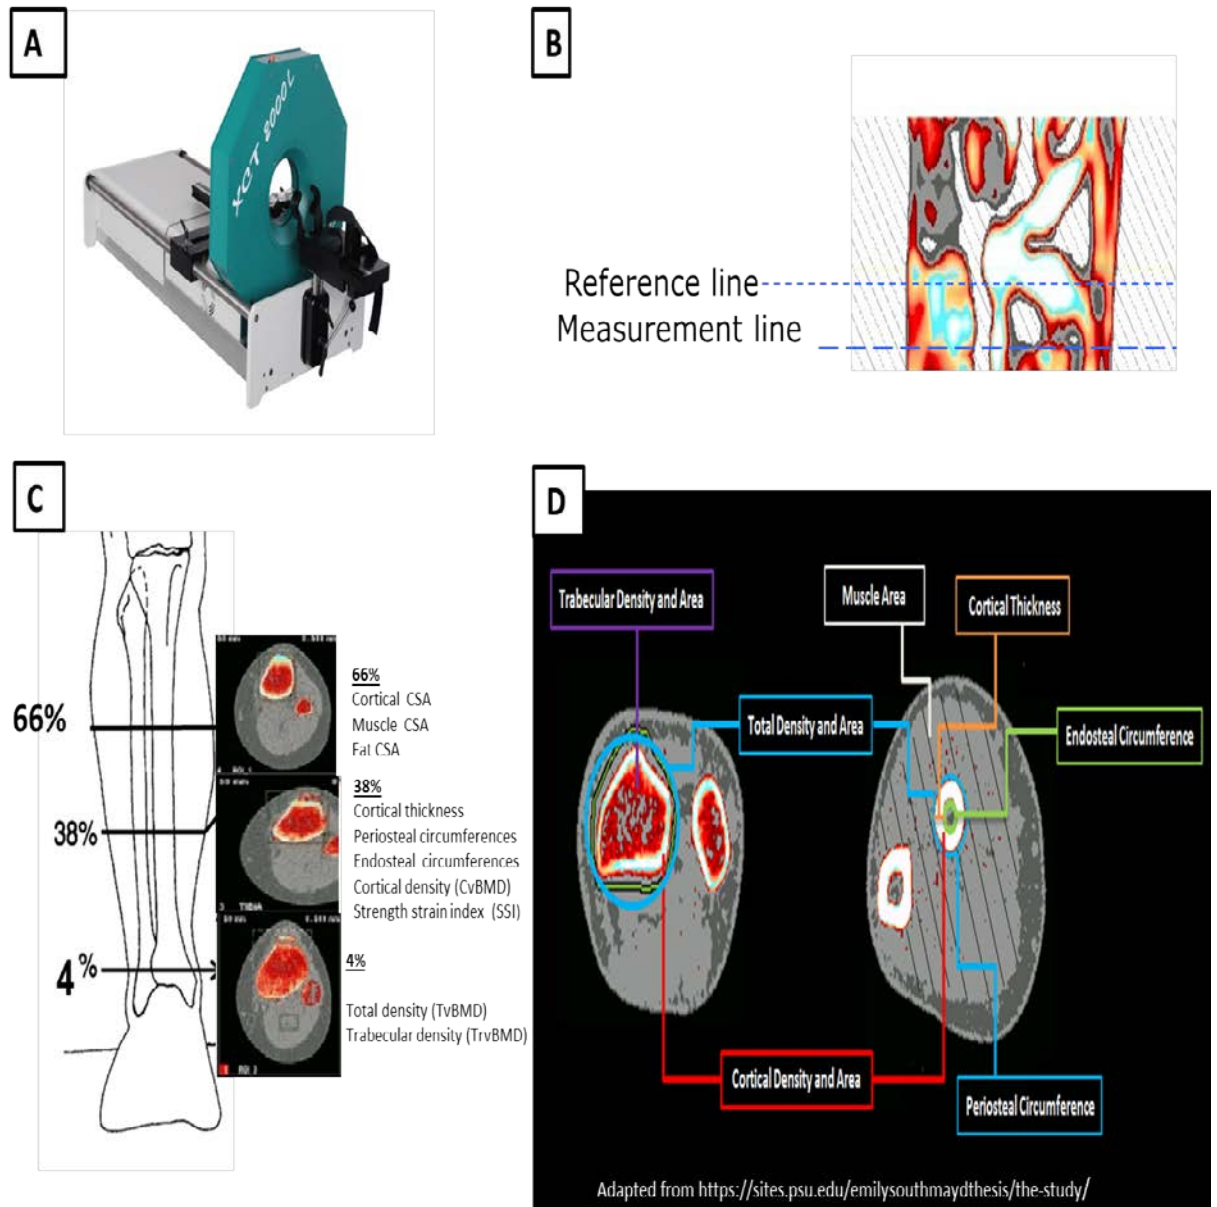 A
XCT 2000L
B
Reference line
Measurement line
C
66%
38%
4%
66%
Cortical CSA
Muscle CSA
Fat CSA
38%
Cortical thickness
Periosteal circumferences
Endosteal circumferences
Cortical density (CvBMD)
Strength strain index (SSI)
4%
Total density (TvBMD)
Trabecular density (TrvBMD)
D
Trabecular Density and Area
Muscle Area
Cortical Thickness
Total Density and Area
Endosteal Circumference
Cortical Density and Area
Periosteal Circumference
Adapted from https://sites.psu.edu/emilysouthmaydthesis/the-study/